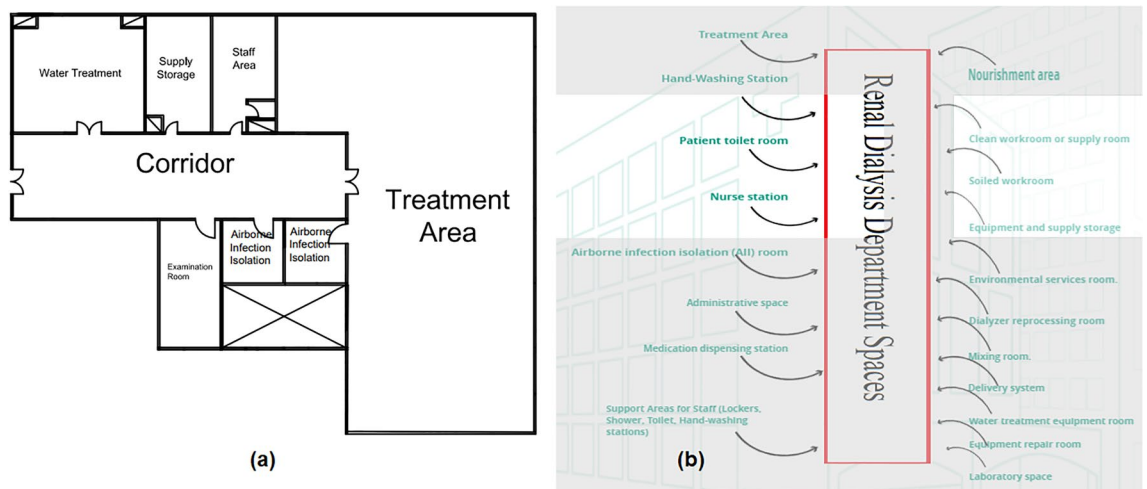 (a)
Water Treatment
Supply
Storage
Staff
Area
Corridor
Treatment
Area
Examination
Room
Airborne
Infection
Isolation
Airborne
Infection
Isolation
(b)
Renal Dialysis Department Spaces
Treatment Area
Hand-Washing Station
Patient toilet room
Nurse station
Airborne infection isolation (AII) room
Administrative space
Medication dispensing station
Support Areas for Staff (Lockers,
Shower, Toilet, Hand-washing
stations)
Nourishment area
Clean workroom or supply room
Soiled workroom
Equipment and supply storage
Environmental services room.
Dialyzer reprocessing room
Mixing room.
Delivery system
Water treatment equipment room
Equipment repair room
Laboratory space